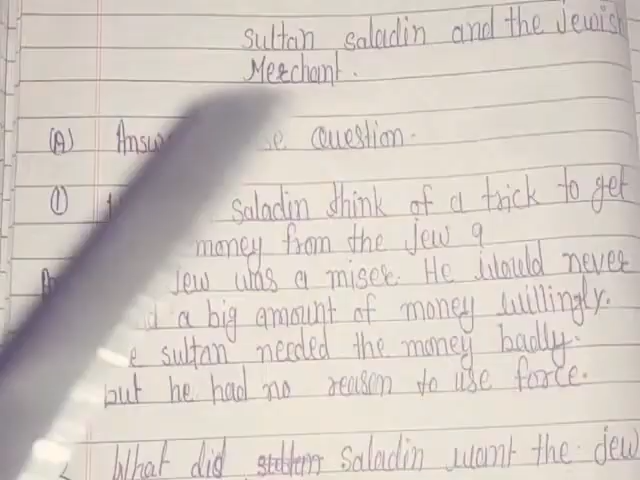 Sultan Saladin and the Jewish
Merchant.
(A) Answ se question.
(1) Saladin think of a trick to get
money from the Jew ?
Jew was a miser. He would never
a big amount of money willingly.
e sultan needed the money badly.
but he had no reason to use force.
What did Saladin want the Jew